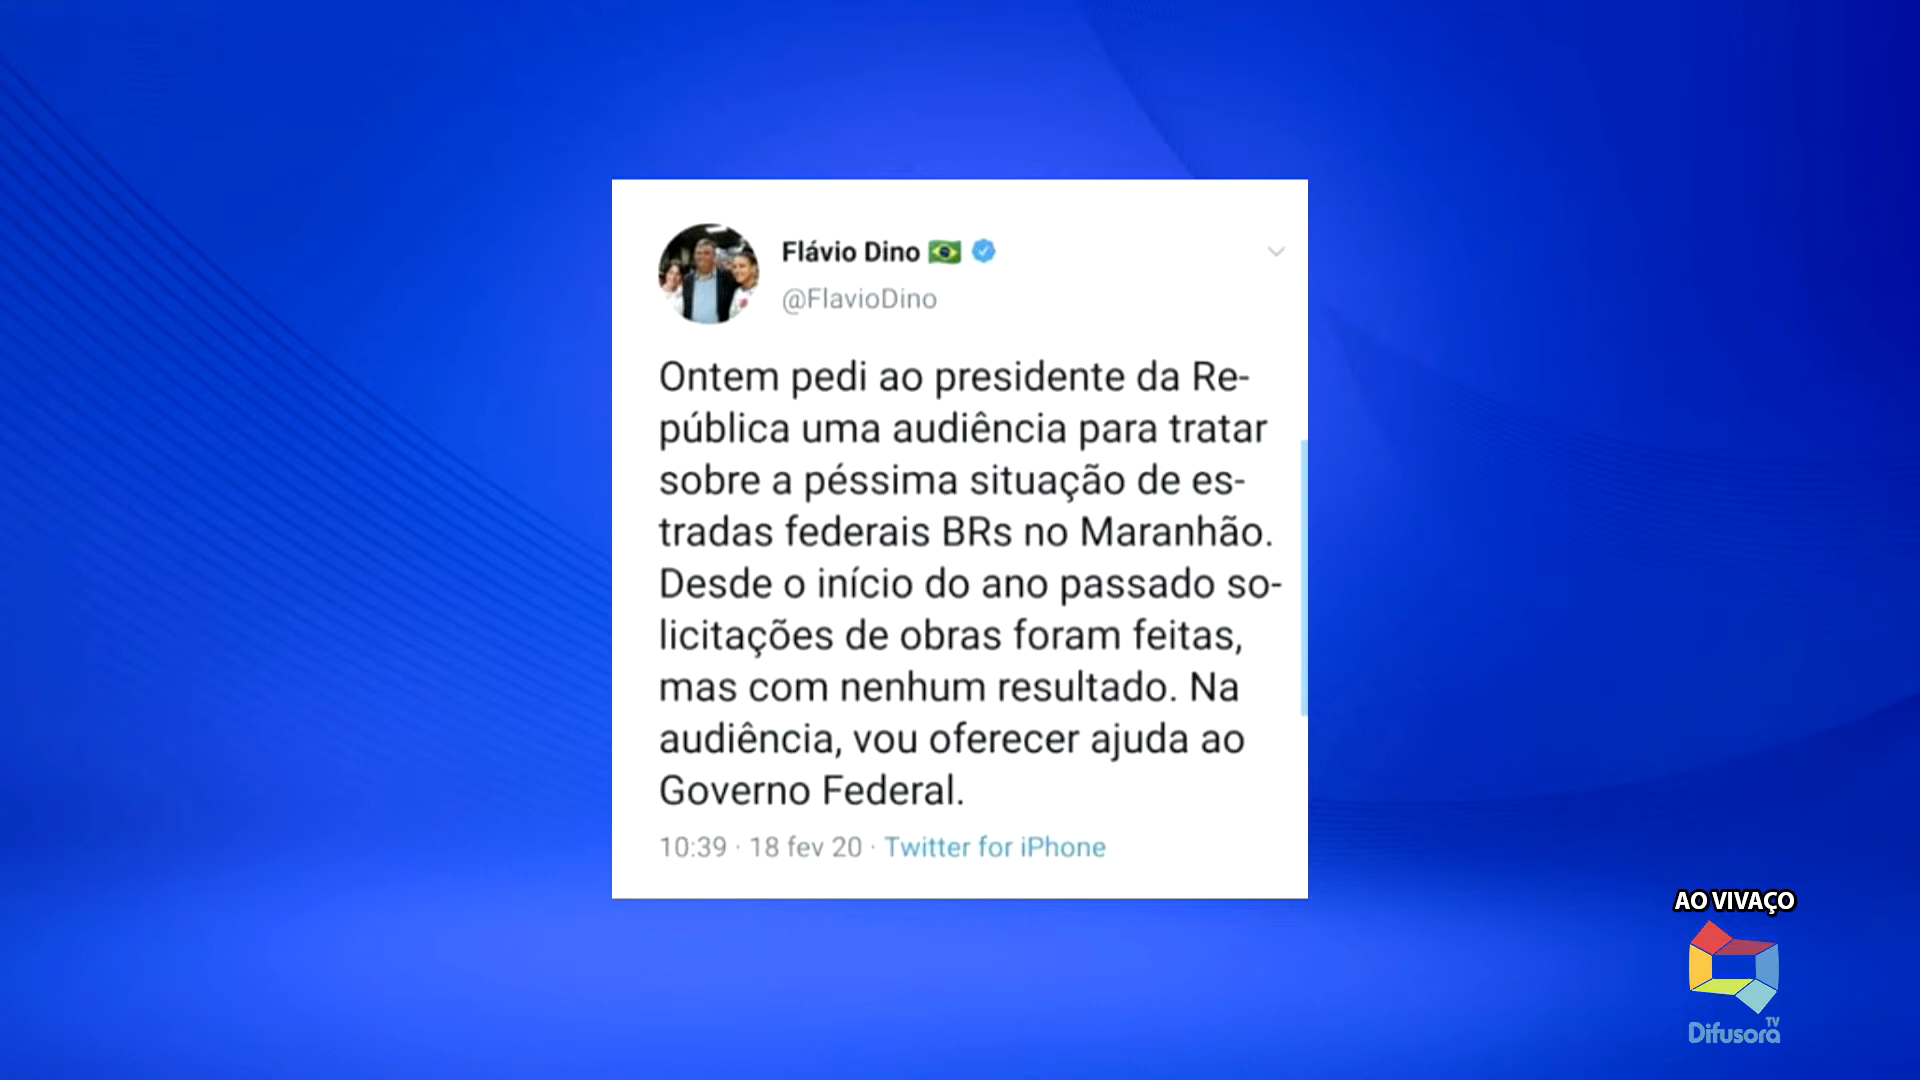 Flávio Dino
@FlavioDino
Ontem pedi ao presidente da Re-
pública uma audiência para tratar
sobre a péssima situação de es-
tradas federais BRs no Maranhão.
Desde o início do ano passado so-
licitações de obras foram feitas,
mas com nenhum resultado. Na
audiência, vou oferecer ajuda ao
Governo Federal.
10:39 · 18 fev 20 · Twitter for iPhone
AO VIVAÇO
TV
Difusora